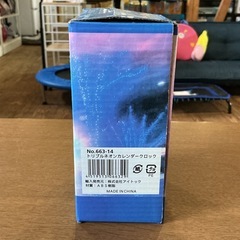 No.663-14
トリプルネオンカレンダークロック
輸入発売元：株式会社アイトック
材質：ABS樹脂
MADE IN CHINA